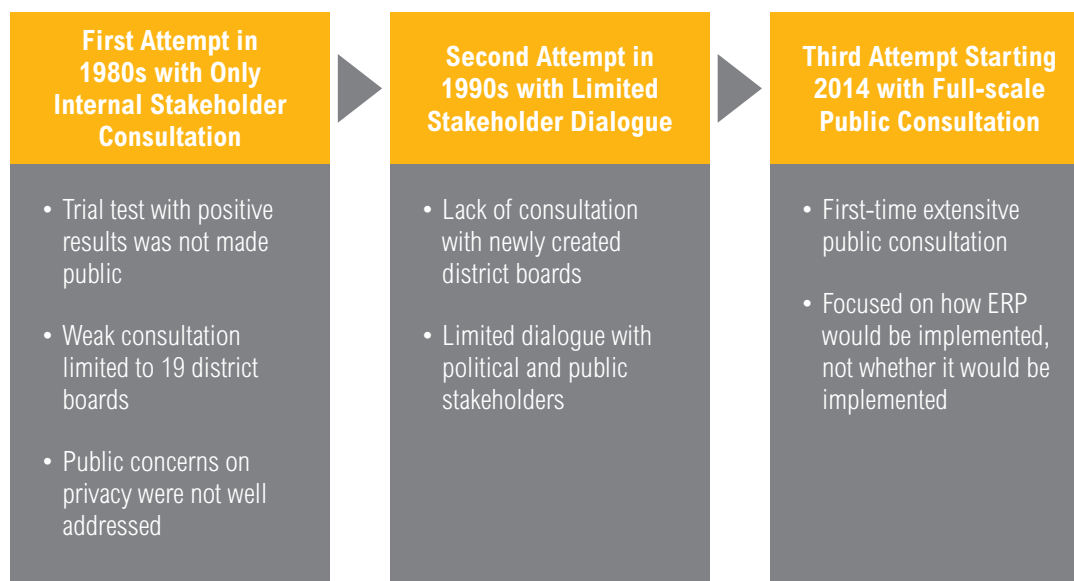 First Attempt in
1980s with Only
Internal Stakeholder
Consultation
• Trial test with positive
results was not made
public
• Weak consultation
limited to 19 district
boards
• Public concerns on
privacy were not well
addressed
Second Attempt in
1990s with Limited
Stakeholder Dialogue
• Lack of consultation
with newly created
district boards
• Limited dialogue with
political and public
stakeholders
Third Attempt Starting
2014 with Full-scale
Public Consultation
• First-time extensitve
public consultation
• Focused on how ERP
would be implemented,
not whether it would be
implemented